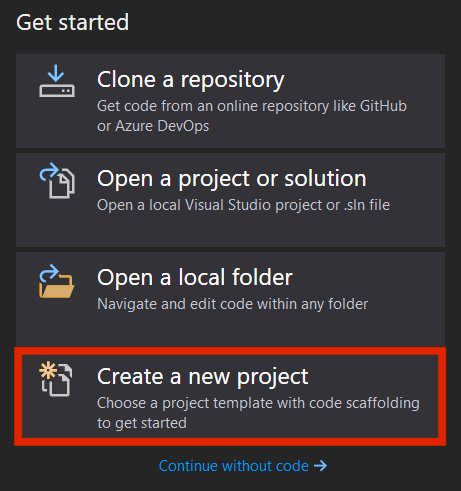 Get started
Clone a repository
Get code from an online repository like GitHub
or Azure DevOps
Open a project or solution
Open a local Visual Studio project or .sln file
Open a local folder
Navigate and edit code within any folder
Create a new project
Choose a project template with code scaffolding
to get started
Continue without code →